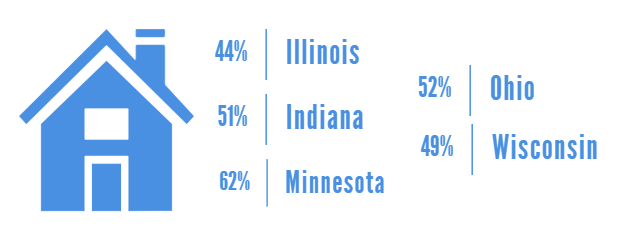 44% Illinois
51% Indiana
62% Minnesota
52% Ohio
49% Wisconsin